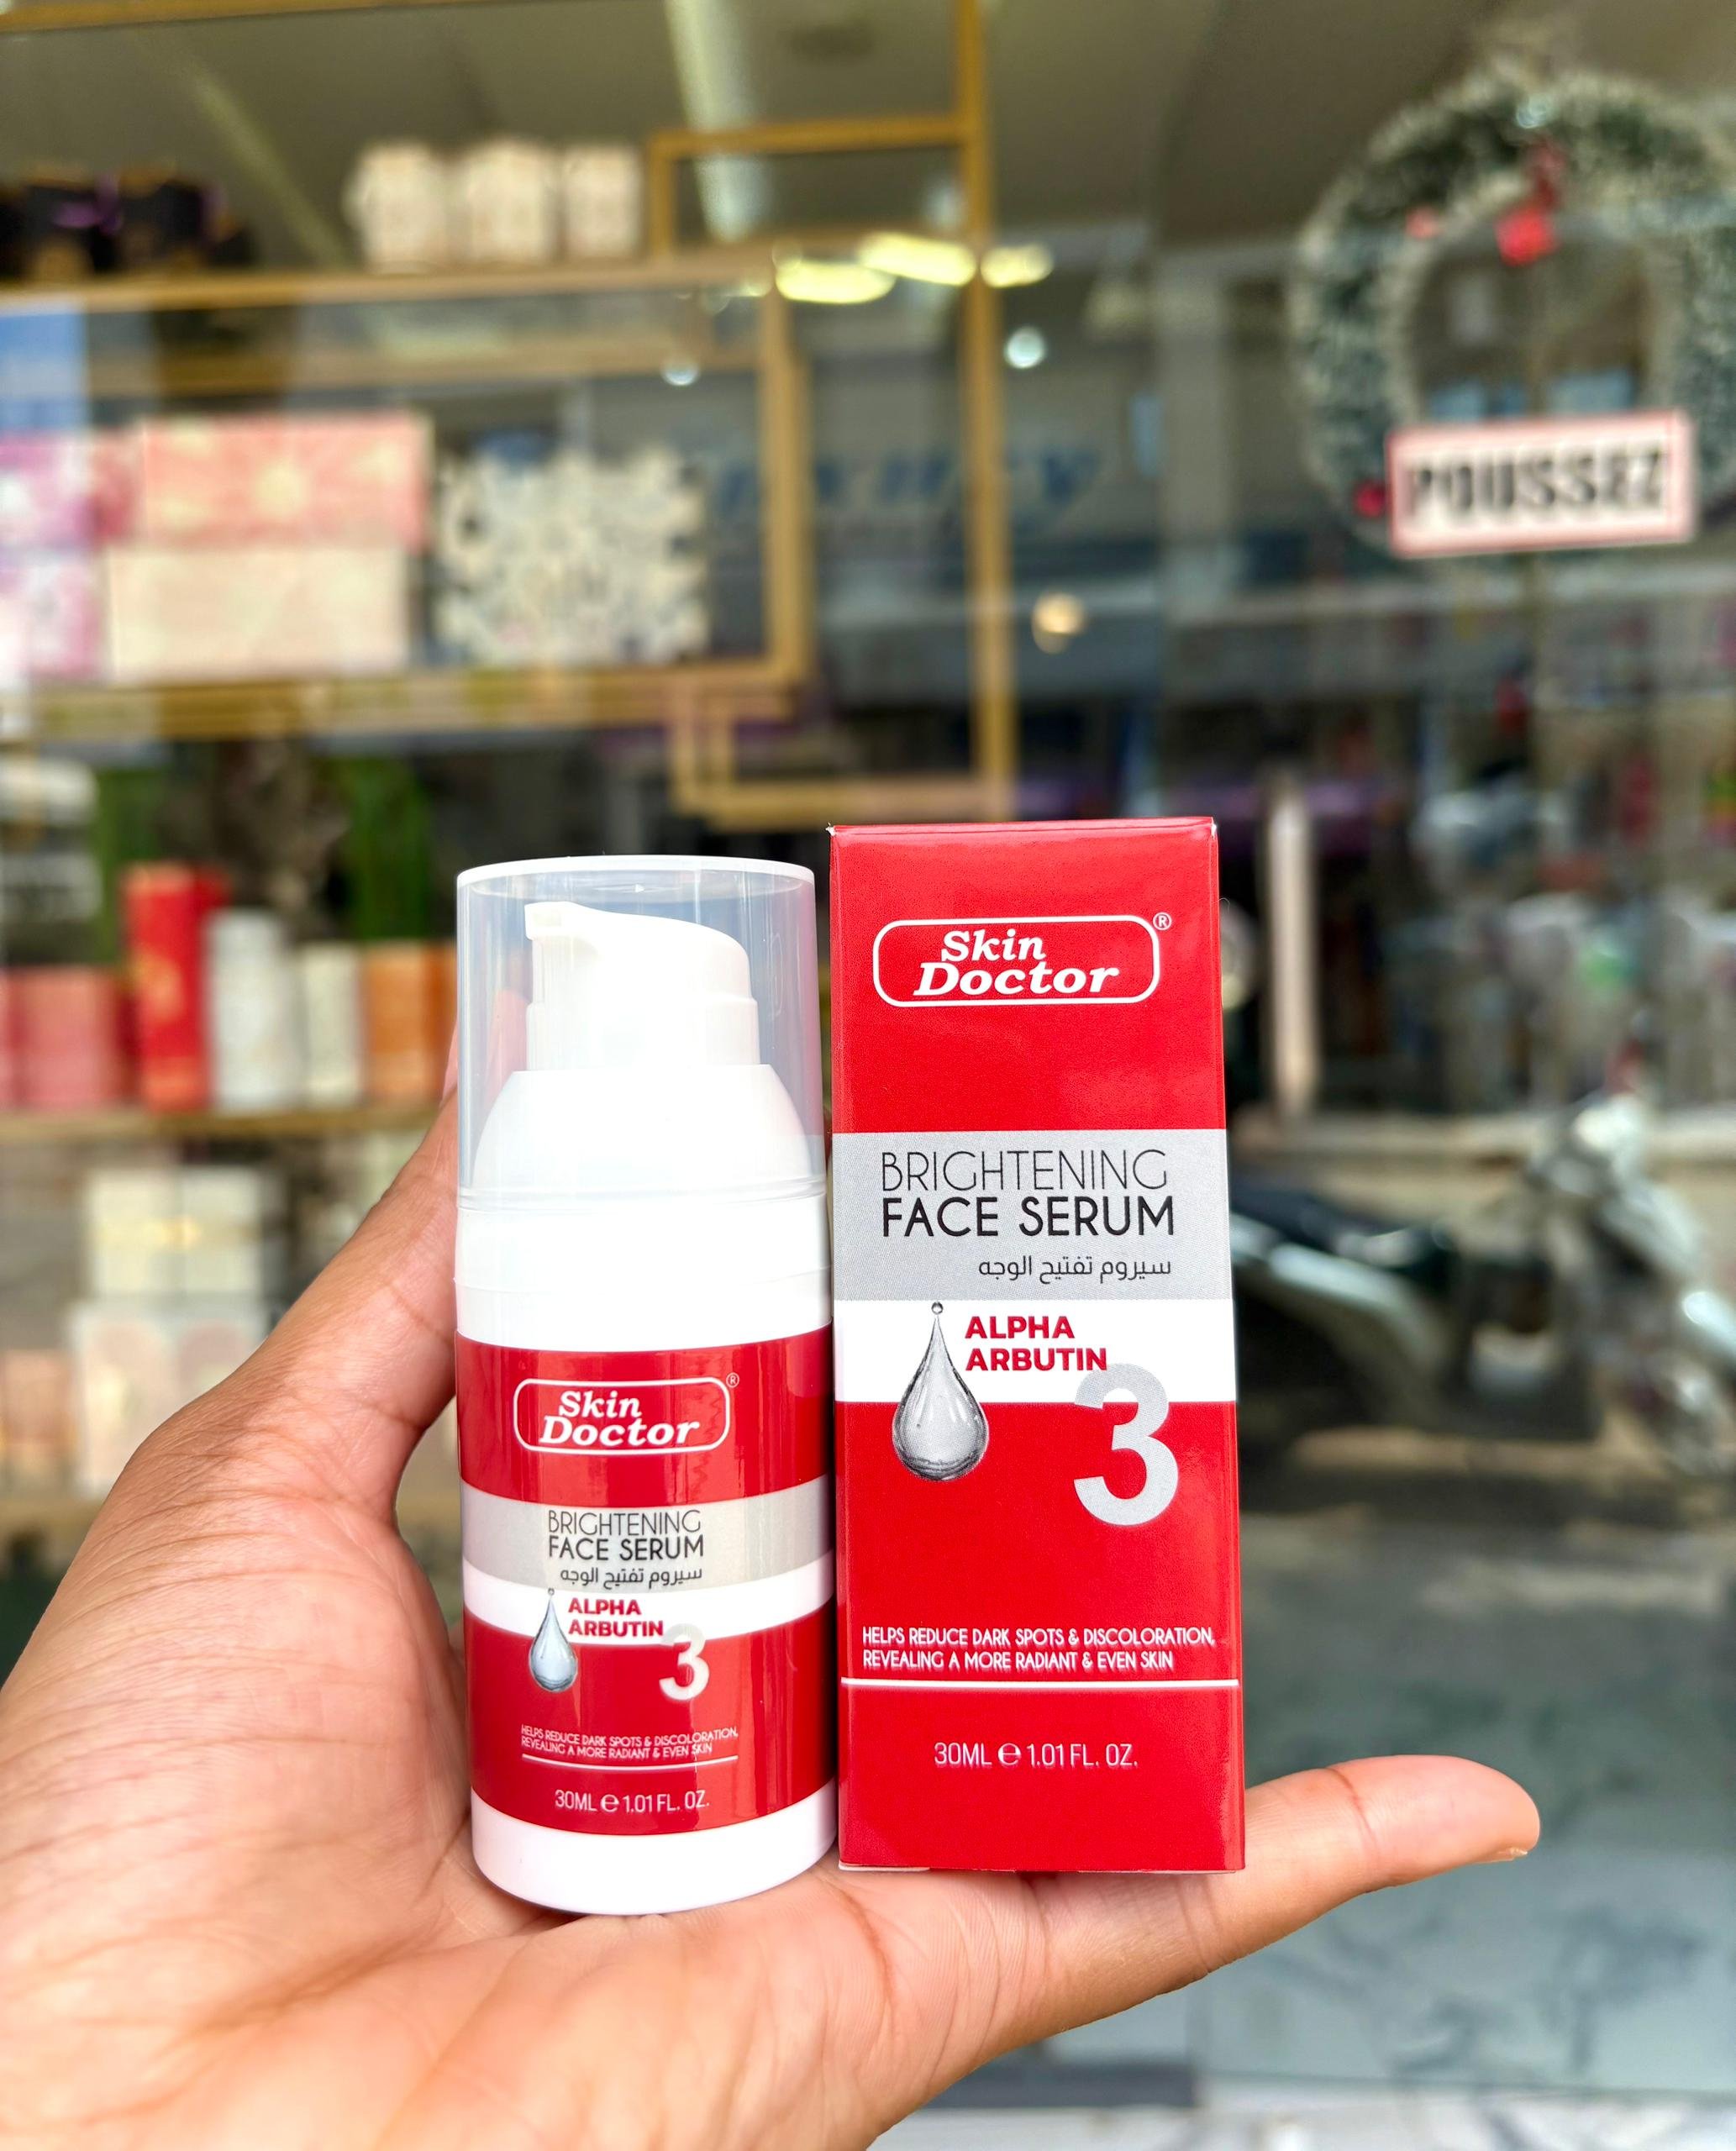 POUSSEZ
Skin
Doctor
®
BRIGHTENING
FACE SERUM
سيروم تفتيح الوجه
ALPHA
ARBUTIN
3
HELPS REDUCE DARK SPOTS & DISCOLORATION,
REVEALING A MORE RADIANT & EVEN SKIN
30ML ℮ 1.01 FL. OZ.
Skin
Doctor
®
BRIGHTENING
FACE SERUM
سيروم تفتيح الوجه
ALPHA
ARBUTIN
3
HELPS REDUCE DARK SPOTS & DISCOLORATION,
REVEALING A MORE RADIANT & EVEN SKIN
30ML ℮ 1.01 FL. OZ.